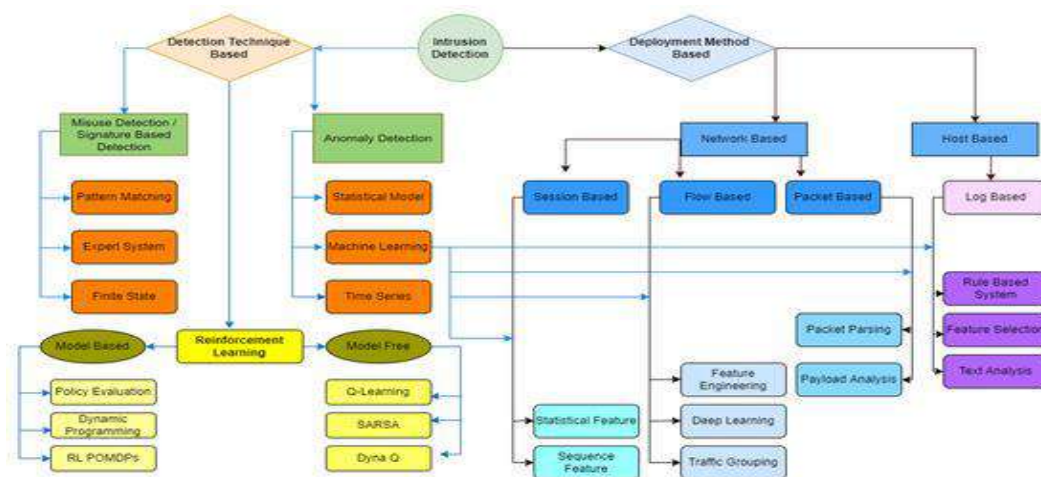 Detection Technique
Based
Intrusion
Detection
Deployment Method
Based
Misuse Detection /
Signature Based
Detection
Anomaly Detection
Network Based
Host Based
Pattern Matching
Statistical Model
Session Based
Flow Based
Packet Based
Log Based
Expert System
Machine Learning
Finite State
Time Series
Rule Based
System
Packet Parsing
Feature Selection
Model Based
Reinforcement
Learning
Model Free
Text Analysis
Payload Analysis
Policy Evaluation
Q-Learning
Feature
Engineering
Dynamic
Programming
SARSA
Statistical Feature
Deep Learning
RL POMDPs
Dyna Q
Sequence
Feature
Traffic Grouping